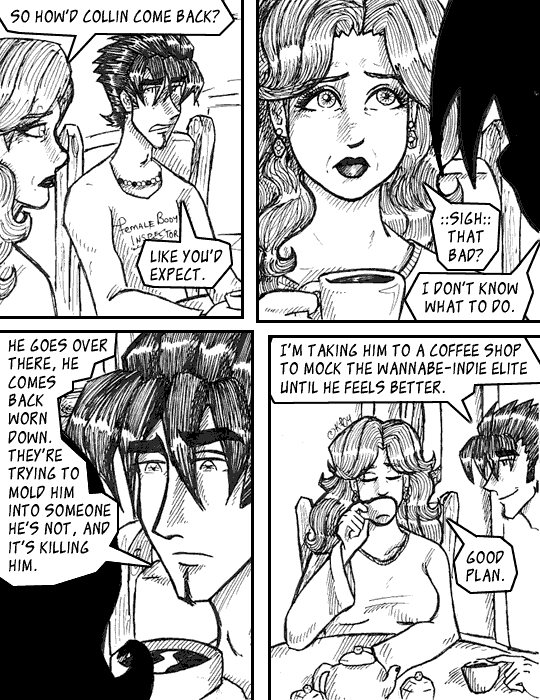 SO HOW'D COLLIN COME BACK?
FEMALE BODY
INSPECTOR
LIKE YOU'D
EXPECT.
::SIGH::
THAT
BAD?
I DON'T KNOW
WHAT TO DO.
HE GOES OVER
THERE, HE
COMES
BACK
WORN
DOWN.
THEY'RE
TRYING TO
MOLD HIM
INTO SOMEONE
HE'S NOT, AND
IT'S KILLING
HIM.
I'M TAKING HIM TO A COFFEE SHOP
TO MOCK THE WANNABE-INDIE ELITE
UNTIL HE FEELS BETTER.
GOOD
PLAN.